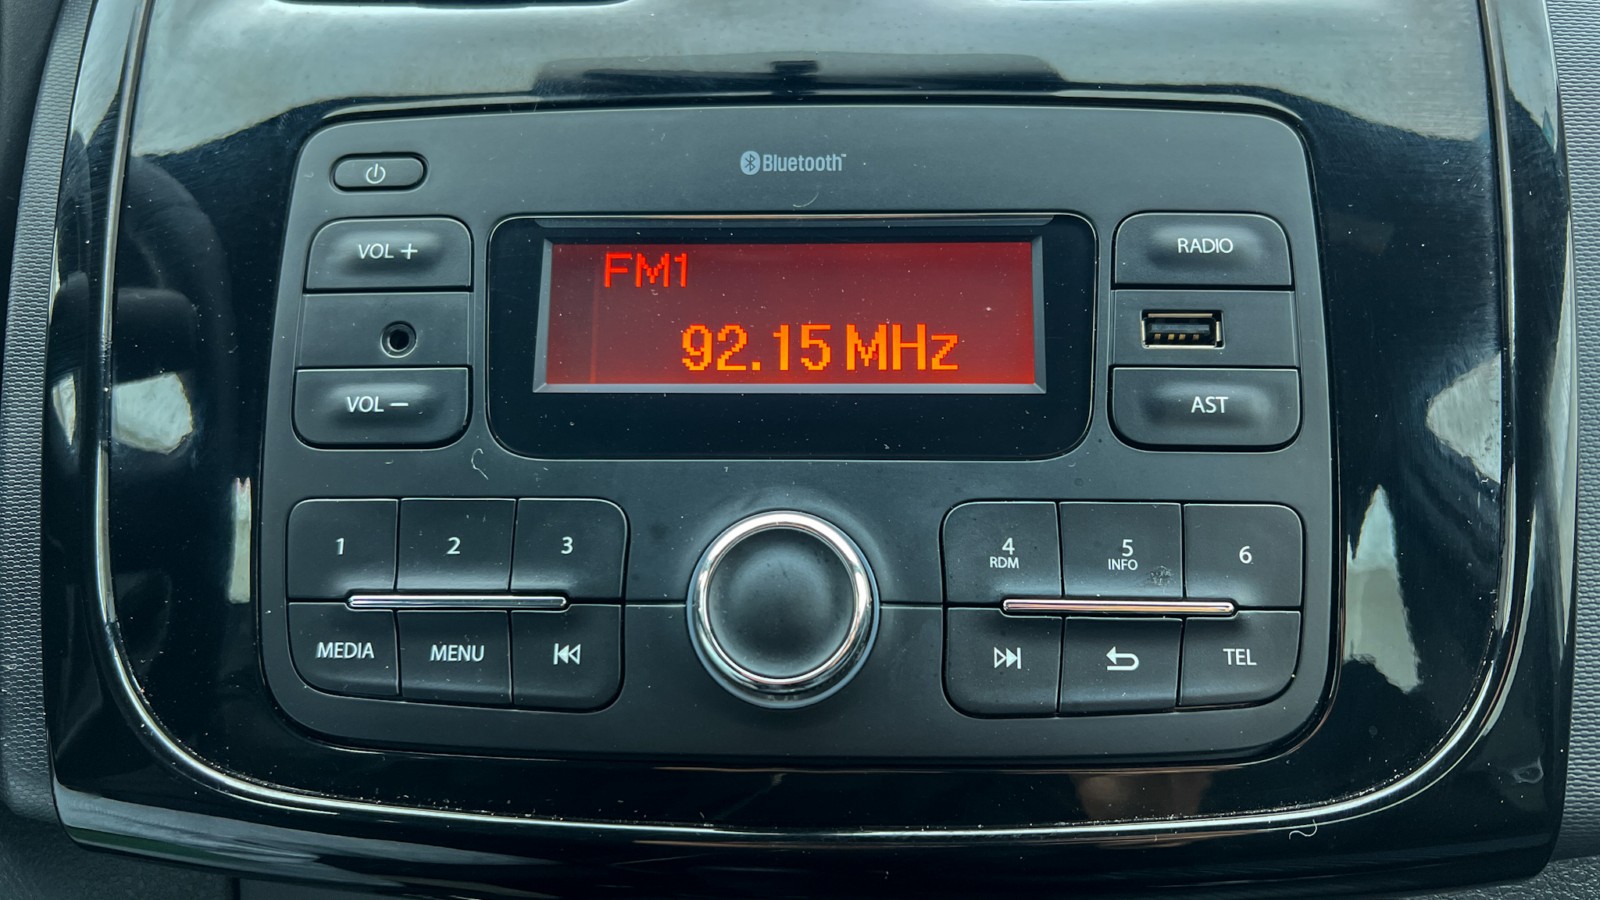 Bluetooth™
VOL +
RADIO
FM1
92.15 MHz
VOL –
AST
1
2
3
4
RDM
5
INFO
6
MEDIA
MENU
TEL